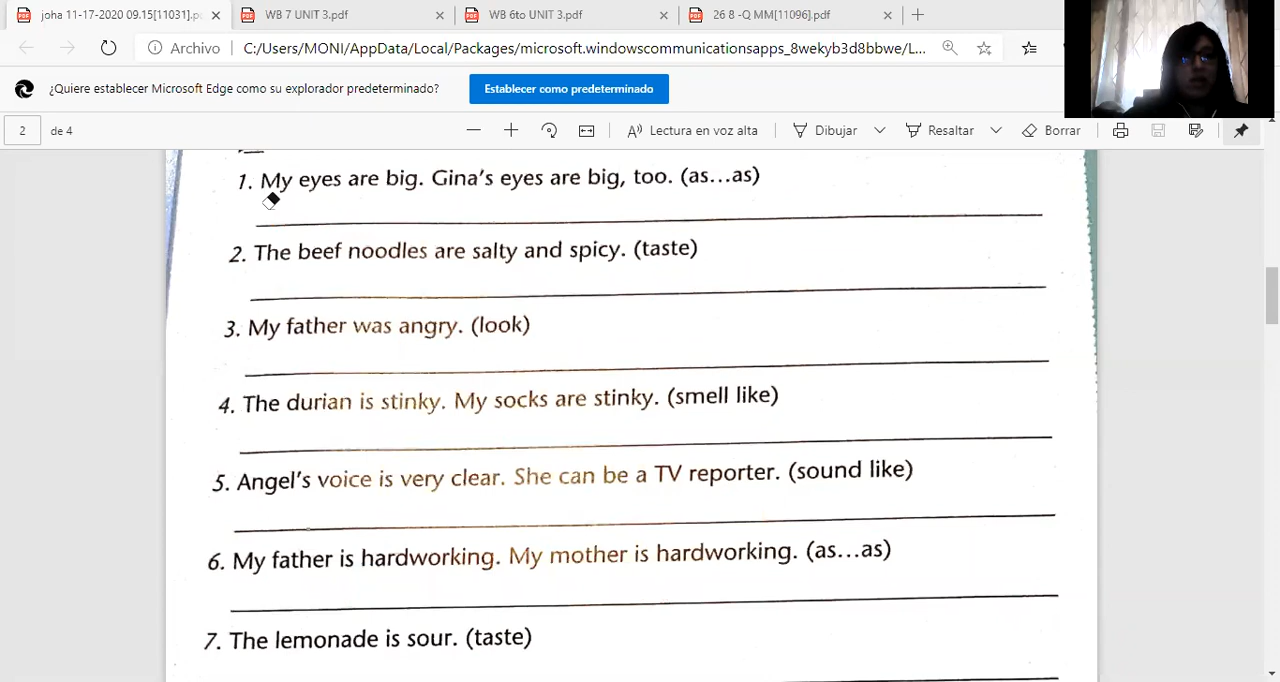 joha 11-17-2020 09.15[11031].p
WB 7 UNIT 3.pdf
WB 6to UNIT 3.pdf
26 8 -Q MM[11096].pdf
Archivo
C:/Users/MONI/AppData/Local/Packages/microsoft.windowscommunicationsapps_8wekyb3d8bbwe/L...
¿Quiere establecer Microsoft Edge como su explorador predeterminado?
Establecer como predeterminado
2 de 4
Lectura en voz alta
Dibujar
Resaltar
Borrar
1. My eyes are big. Gina's eyes are big, too. (as...as)
2. The beef noodles are salty and spicy. (taste)
3. My father was angry. (look)
4. The durian is stinky. My socks are stinky. (smell like)
5. Angel's voice is very clear. She can be a TV reporter. (sound like)
6. My father is hardworking. My mother is hardworking. (as...as)
7. The lemonade is sour. (taste)